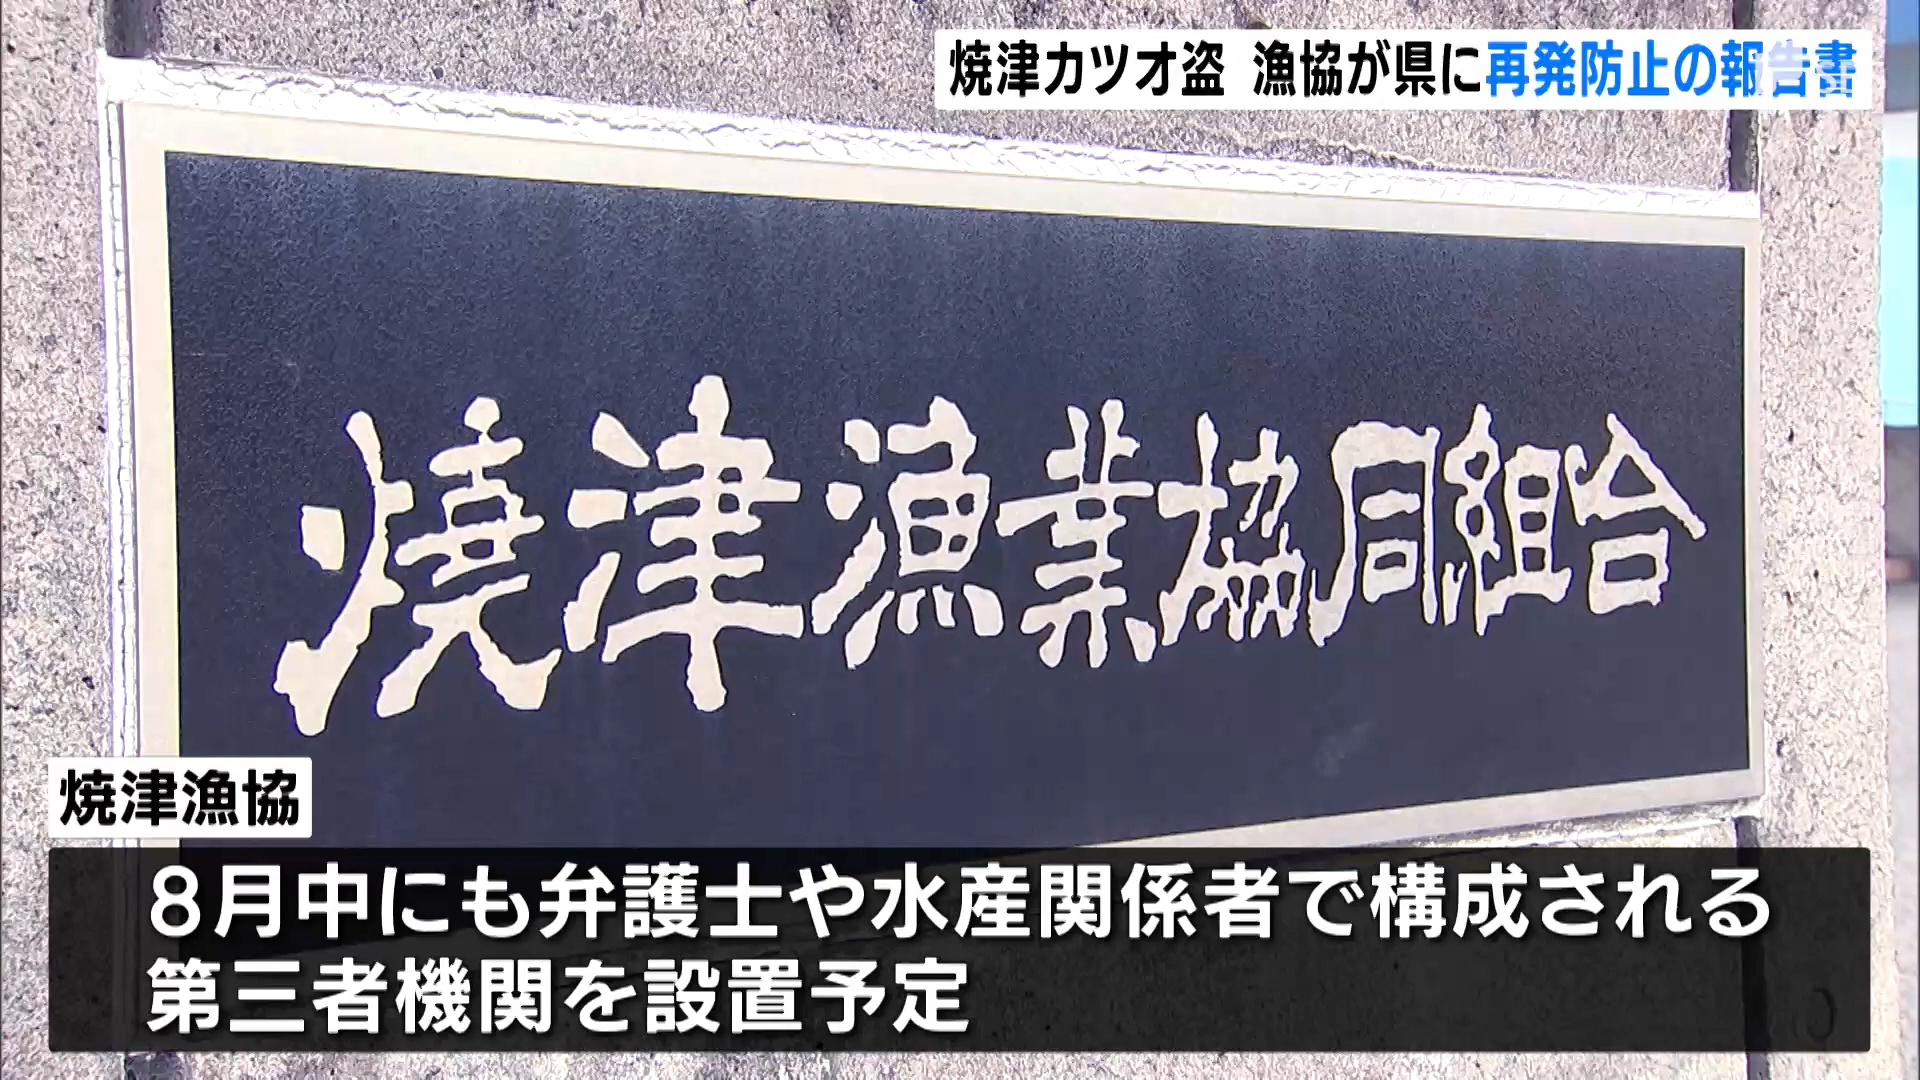 焼津カツオ盗 漁協が県に再発防止の報告書
焼津漁業協同組合
焼津漁協
8月中にも弁護士や水産関係者で構成される
第三者機関を設置予定